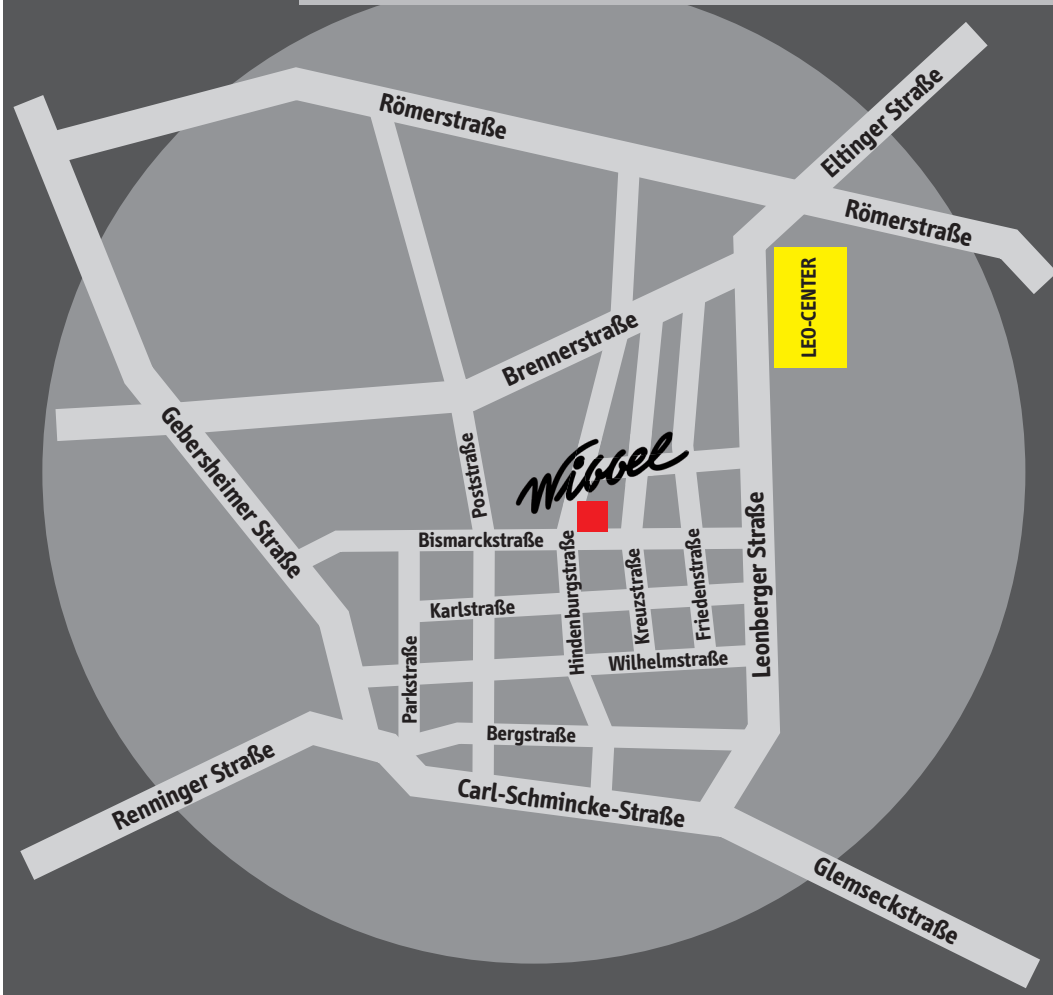 Römerstraße
Eltinger Straße
Römerstraße
LEO-CENTER
Brennerstraße
Gebersheimer Straße
Poststraße
Bismarckstraße
Hindenburgstraße
Kreuzstraße
Friedenstraße
Leonberger Straße
Karlstraße
Wilhelmstraße
Parkstraße
Bergstraße
Renninger Straße
Carl-Schmincke-Straße
Glemseckstraße